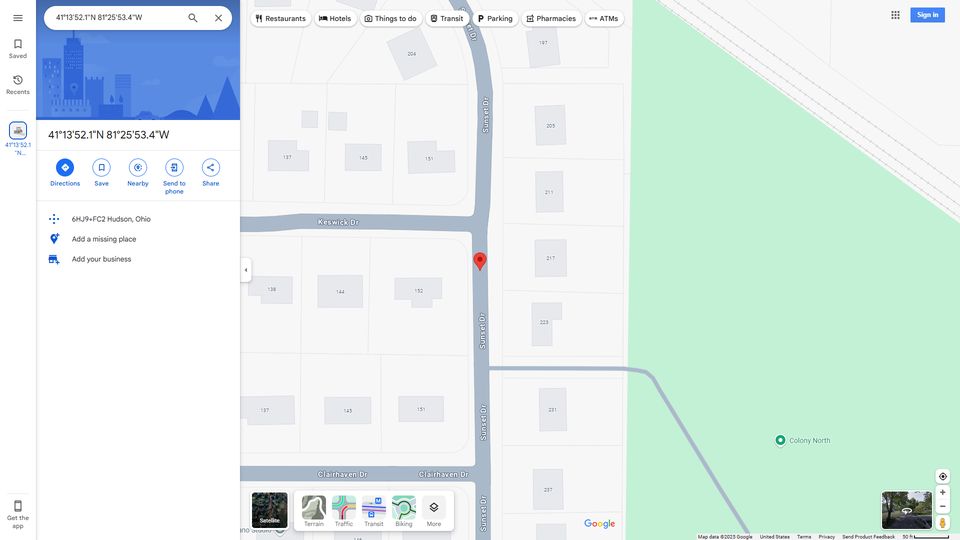 41°13'52.1"N 81°25'53.4"W
Restaurants
Hotels
Things to do
Transit
Parking
Pharmacies
ATMs
Sign in
Saved
Recents
41°13'52.1
"N...
41°13'52.1"N 81°25'53.4"W
Directions
Save
Nearby
Send to
phone
Share
6HJ9+FC2 Hudson, Ohio
Add a missing place
Add your business
Get the
app
204
197
Sunset Dr
205
137
145
151
211
Keswick Dr
217
138
144
152
Sunset Dr
223
137
145
151
231
Sunset Dr
Colony North
Clairhaven Dr
Clairhaven Dr
237
Sunset Dr
Satellite
Terrain
Traffic
Transit
Biking
More
Google
Map data ©2025 Google
United States
Terms
Privacy
Send Product Feedback
50 ft